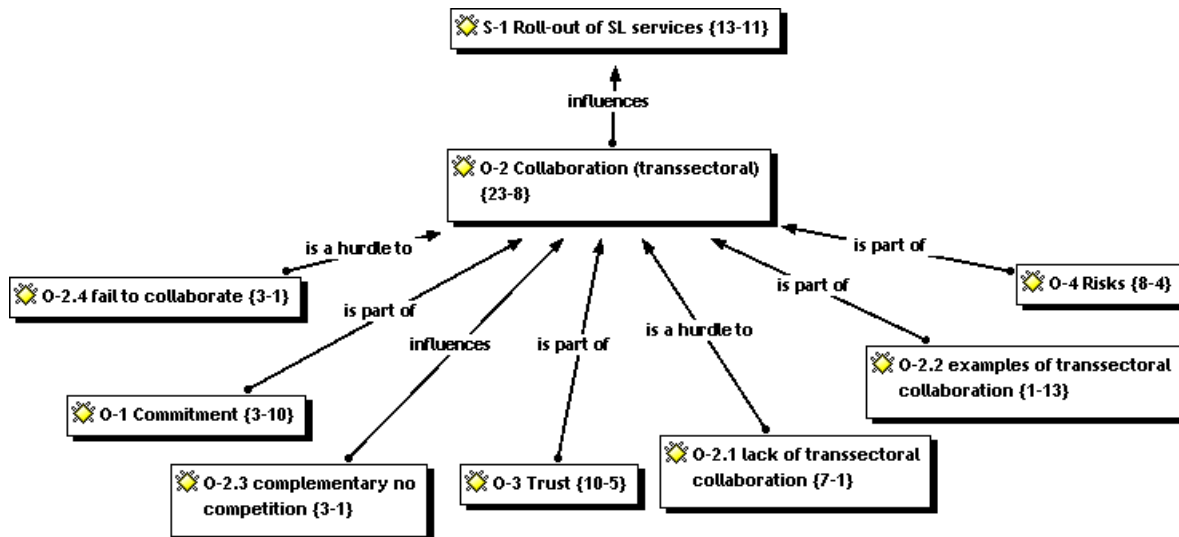 S-1 Roll-out of SL services {13-11}
influences
O-2 Collaboration (transsectoral)
{23-8}
is a hurdle to
is part of
O-2.4 fail to collaborate {3-1}
O-4 Risks {8-4}
is part of
is part of
influences
is part of
is a hurdle to
O-2.2 examples of transsectoral
collaboration {1-13}
O-1 Commitment {3-10}
O-2.3 complementary no
competition {3-1}
O-3 Trust {10-5}
O-2.1 lack of transsectoral
collaboration {7-1}